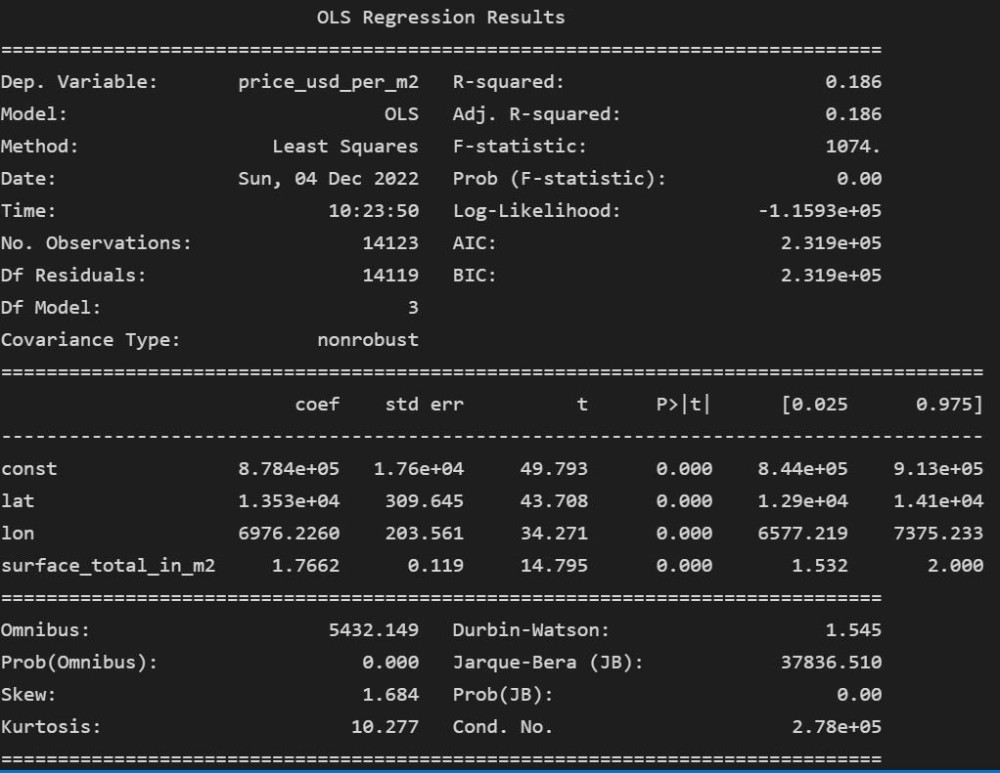 OLS Regression Results
==============================================================================
Dep. Variable: price_usd_per_m2 R-squared: 0.186
Model: OLS Adj. R-squared: 0.186
Method: Least Squares F-statistic: 1074.
Date: Sun, 04 Dec 2022 Prob (F-statistic): 0.00
Time: 10:23:50 Log-Likelihood: -1.1593e+05
No. Observations: 14123 AIC: 2.319e+05
Df Residuals: 14119 BIC: 2.319e+05
Df Model: 3
Covariance Type: nonrobust
=======================================================================================
coef std err t P>|t| [0.025 0.975]
---------------------------------------------------------------------------------------
const 8.784e+05 1.76e+04 49.793 0.000 8.44e+05 9.13e+05
lat 1.353e+04 309.645 43.708 0.000 1.29e+04 1.41e+04
lon 6976.2260 203.561 34.271 0.000 6577.219 7375.233
surface_total_in_m2 1.7662 0.119 14.795 0.000 1.532 2.000
==============================================================================
Omnibus: 5432.149 Durbin-Watson: 1.545
Prob(Omnibus): 0.000 Jarque-Bera (JB): 37836.510
Skew: 1.684 Prob(JB): 0.00
Kurtosis: 10.277 Cond. No. 2.78e+05
==============================================================================